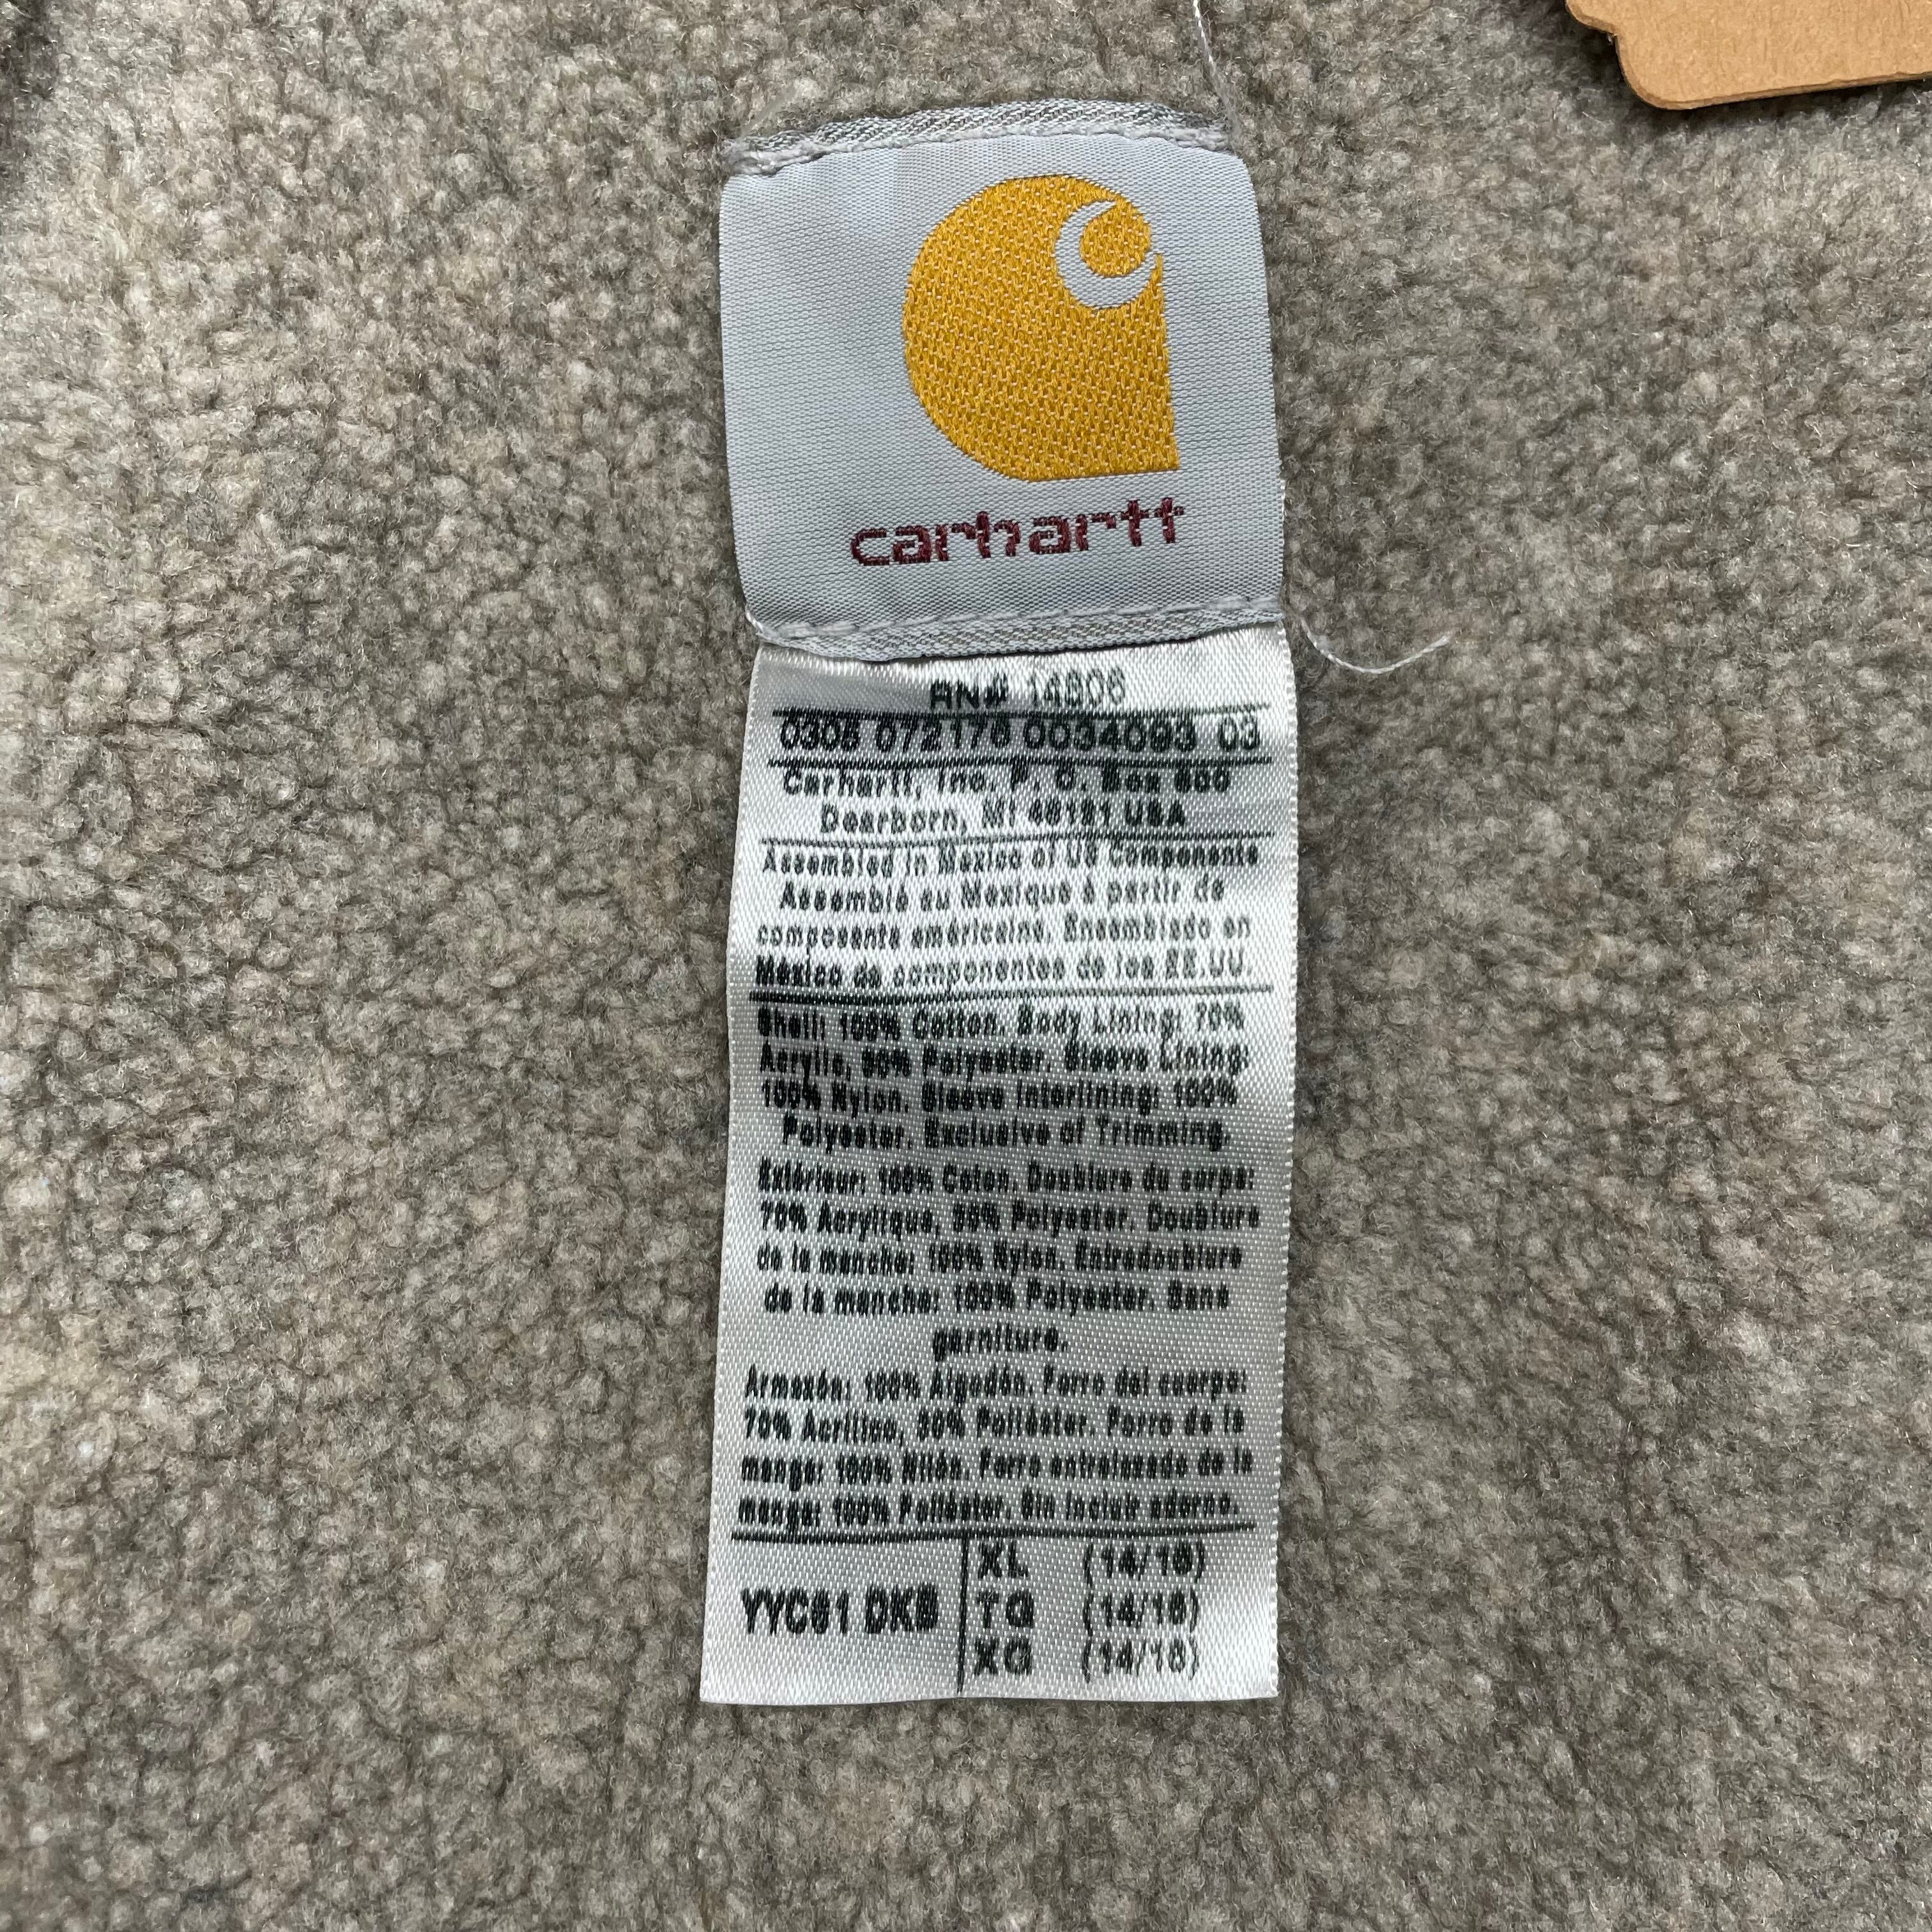 carhartt
RN# 14806
0308 072176 0034093 03
Carhartt, Inc. P. O. Box 600
Dearborn, MI 48121 USA
Assembled in Mexico of US Components
Assemblé au Mexique à partir de
composants américains. Ensamblado en
México de componentes de los EE.UU.
Shell: 100% Cotton. Body Lining: 70%
Acrylic, 30% Polyester. Sleeve Lining:
100% Nylon. Sleeve Interlining: 100%
Polyester. Exclusive of Trimming.
Extérieur: 100% Coton. Doublure de corps:
70% Acrylique, 30% Polyester. Doublure
de la manche: 100% Nylon. Entredoublure
de la manche: 100% Polyester. Sans
garniture.
Armazón: 100% Algodón. Forro del cuerpo:
70% Acrílico, 30% Poliéster. Forro de la
manga: 100% Nilón. Forro entrelazado de la
manga: 100% Poliéster. Sin incluir adorno.
YYC61 DKB
XL (14/16)
TG (14/16)
XG (14/16)